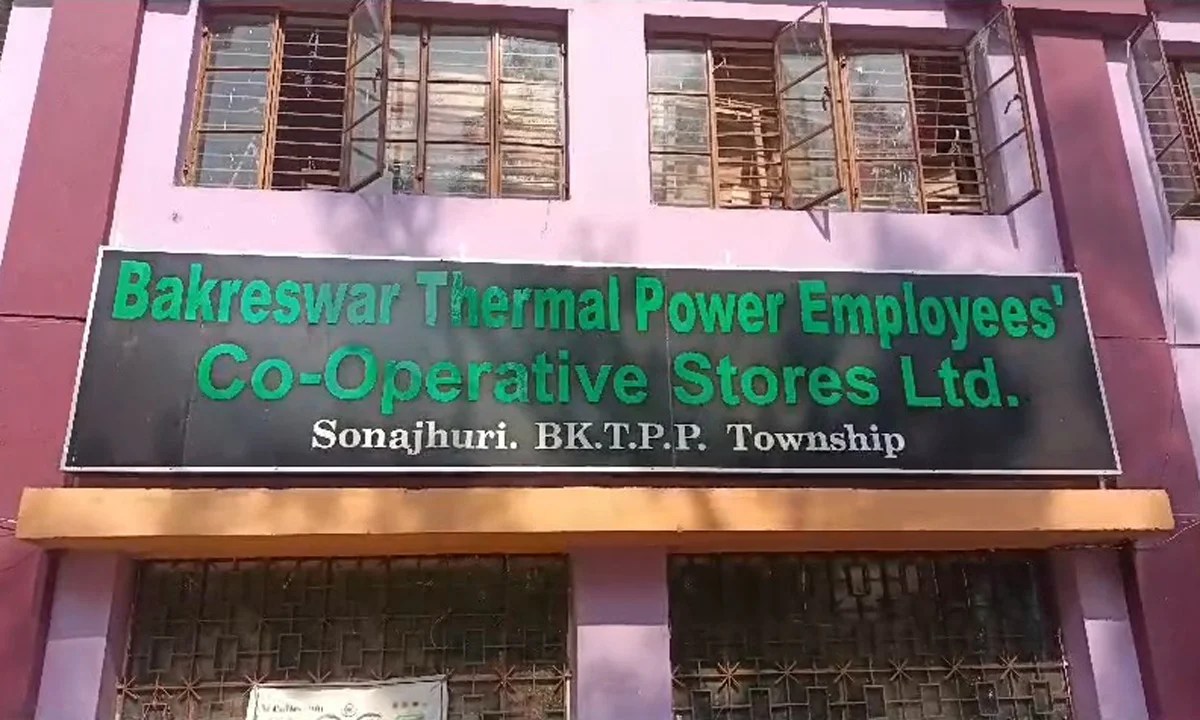 Bakreswar Thermal Power Employees'
Co-Operative Stores Ltd.
Sonajhuri. BK.T.P.P. Township